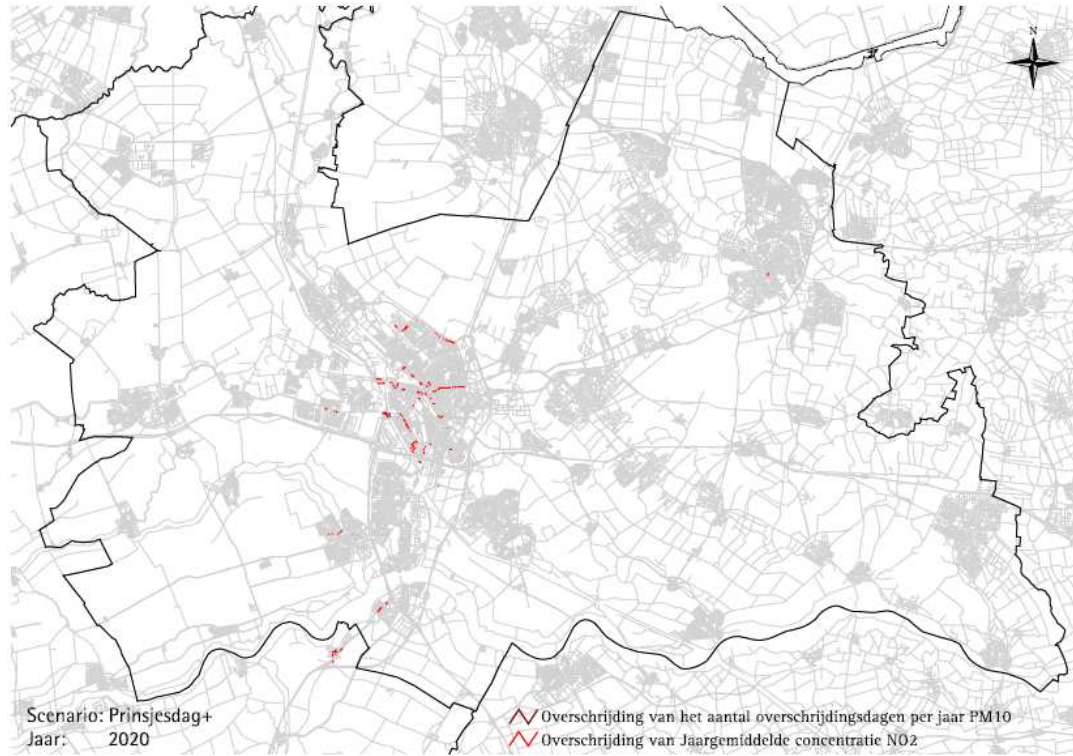 N
Scenario: Prinsjesdag+
Jaar: 2020
Overschrijding van het aantal overschrijdingsdagen per jaar PM10
Overschrijding van Jaargemiddelde concentratie NO2